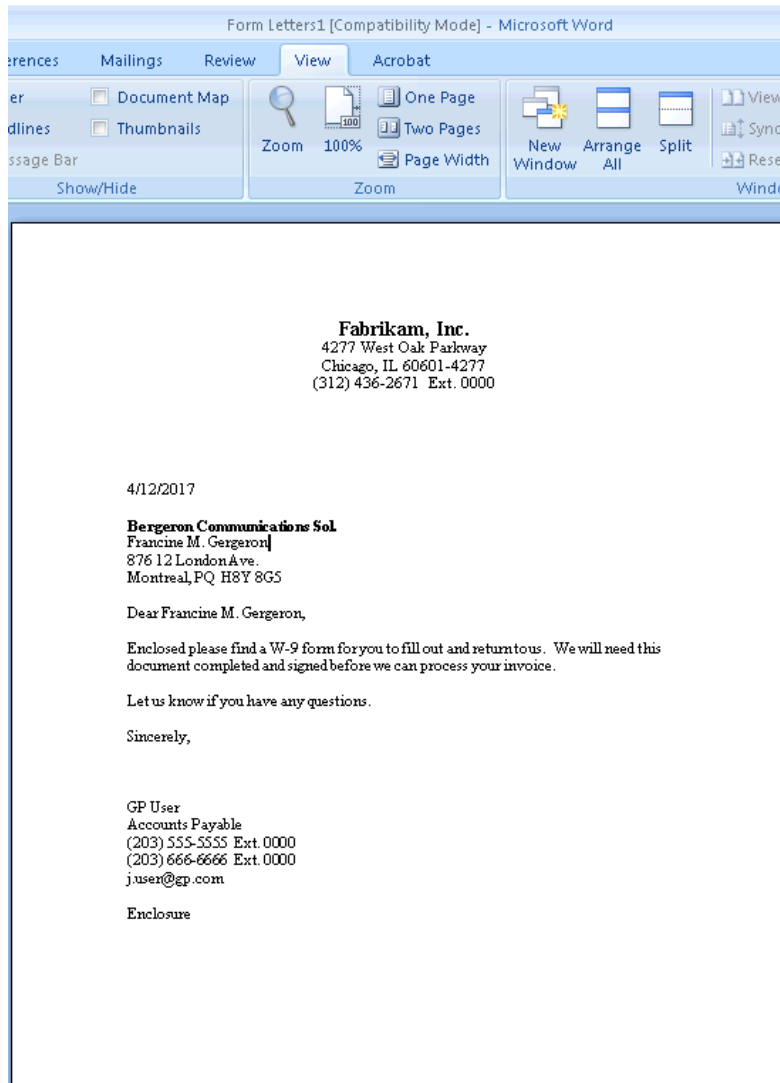 Form Letters1 [Compatibility Mode] - Microsoft Word
erences Mailings Review View Acrobat
er Document Map One Page View
dlines Thumbnails Zoom 100% Two Pages New Window Arrange All Split Sync
ssage Bar Page Width Rese
Show/Hide Zoom Windo
Fabrikam, Inc.
4277 West Oak Parkway
Chicago, IL 60601-4277
(312) 436-2671 Ext. 0000
4/12/2017
Bergeron Communications Sol.
Francine M. Gergeron
876 12 London Ave.
Montreal, PQ H8Y 8G5
Dear Francine M. Gergeron,
Enclosed please find a W-9 form for you to fill out and return to us. We will need this
document completed and signed before we can process your invoice.
Let us know if you have any questions.
Sincerely,
GP User
Accounts Payable
(203) 555-5555 Ext. 0000
(203) 666-6666 Ext. 0000
j.user@gp.com
Enclosure